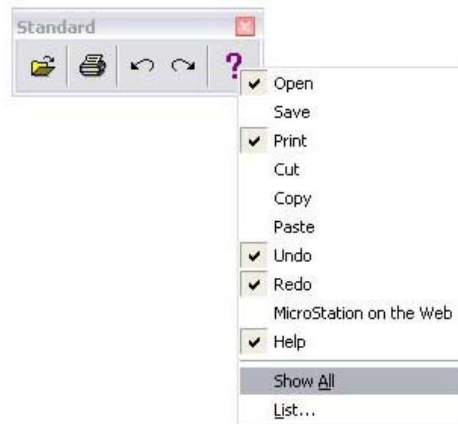 Standard
?
Open
Save
Print
Cut
Copy
Paste
Undo
Redo
MicroStation on the Web
Help
Show All
List...